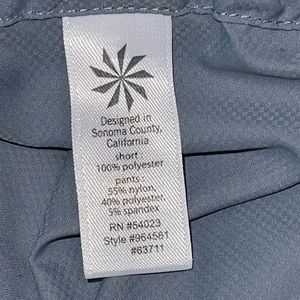 Designed in
Sonoma County,
California
short :
100% polyester
pants :
55% nylon,
40% polyester,
5% spandex
RN #54023
Style #964561
#63711